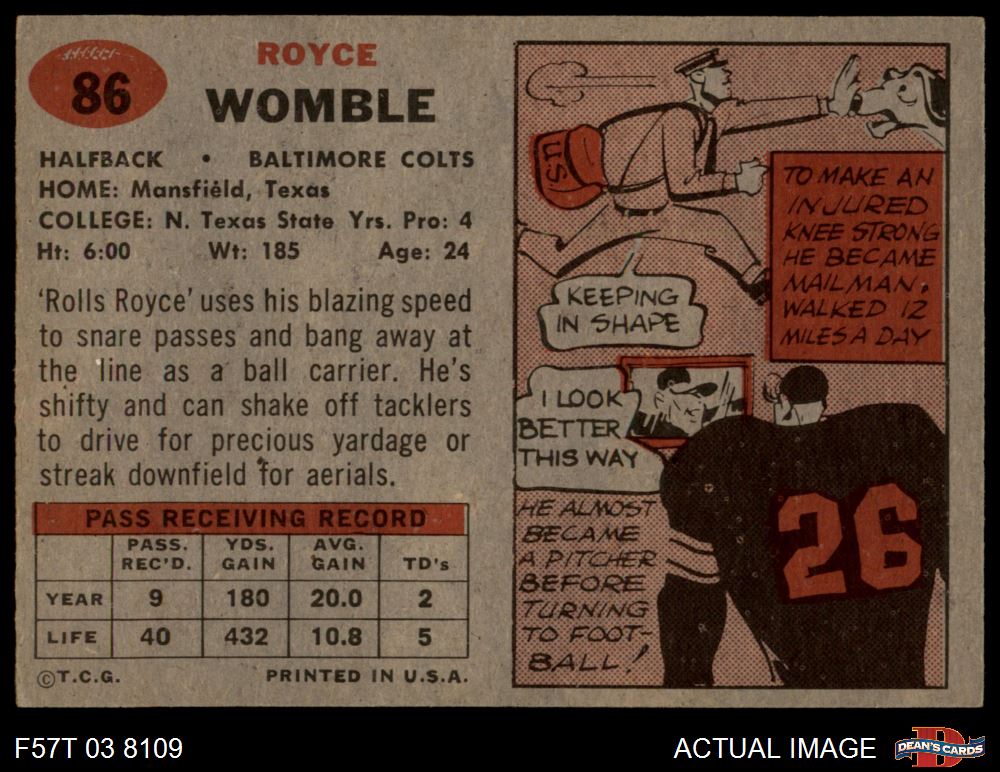 86
ROYCE
WOMBLE
HALFBACK • BALTIMORE COLTS
HOME: Mansfield, Texas
COLLEGE: N. Texas State Yrs. Pro: 4
Ht: 6:00 Wt: 185 Age: 24
'Rolls Royce' uses his blazing speed
to snare passes and bang away at
the line as a ball carrier. He's
shifty and can shake off tacklers
to drive for precious yardage or
streak downfield for aerials.
PASS RECEIVING RECORD
PASS. REC'D. YDS. GAIN AVG. GAIN TD's
YEAR 9 180 20.0 2
LIFE 40 432 10.8 5
©T.C.G. PRINTED IN U.S.A.
U.S.
TO MAKE AN
INJURED
KNEE STRONG
HE BECAME
MAILMAN.
WALKED 12
MILES A DAY
KEEPING
IN SHAPE
I LOOK
BETTER
THIS WAY
HE ALMOST
BECAME
A PITCHER
BEFORE
TURNING
TO FOOT-
BALL!
26
F57T 03 8109
ACTUAL IMAGE
D
DEAN'S CARDS